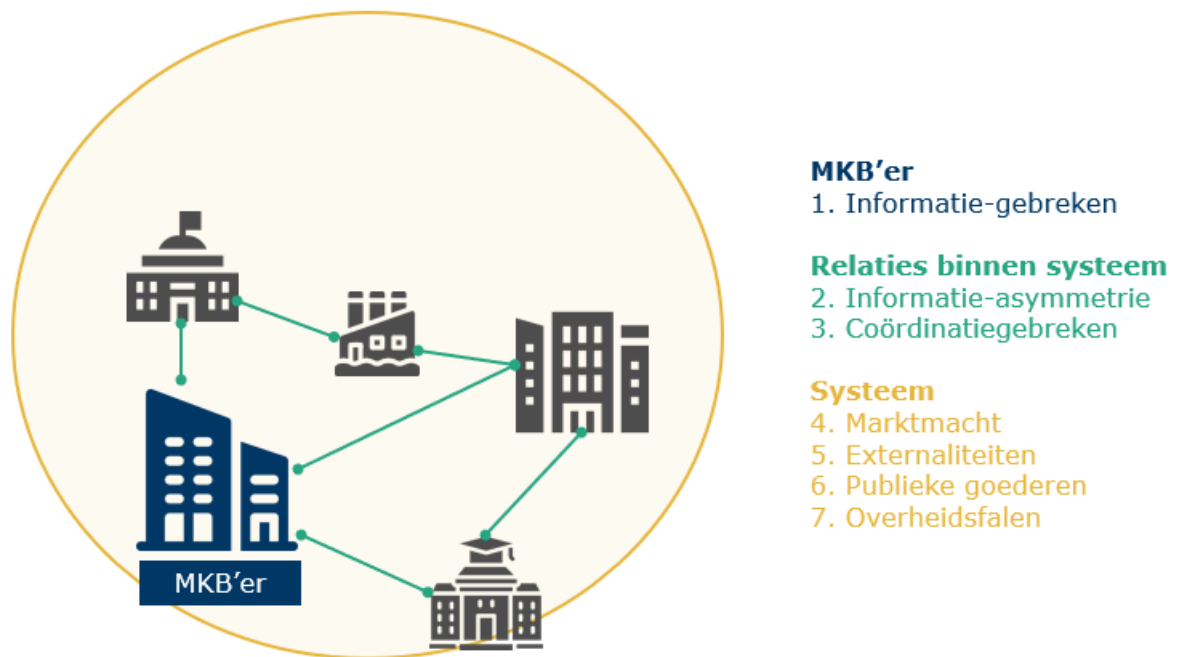 MKB'er
1. Informatie-gebreken
Relaties binnen systeem
2. Informatie-asymmetrie
3. Coördinatiegebreken
Systeem
4. Marktmacht
5. Externaliteiten
6. Publieke goederen
7. Overheidsfalen
MKB'er